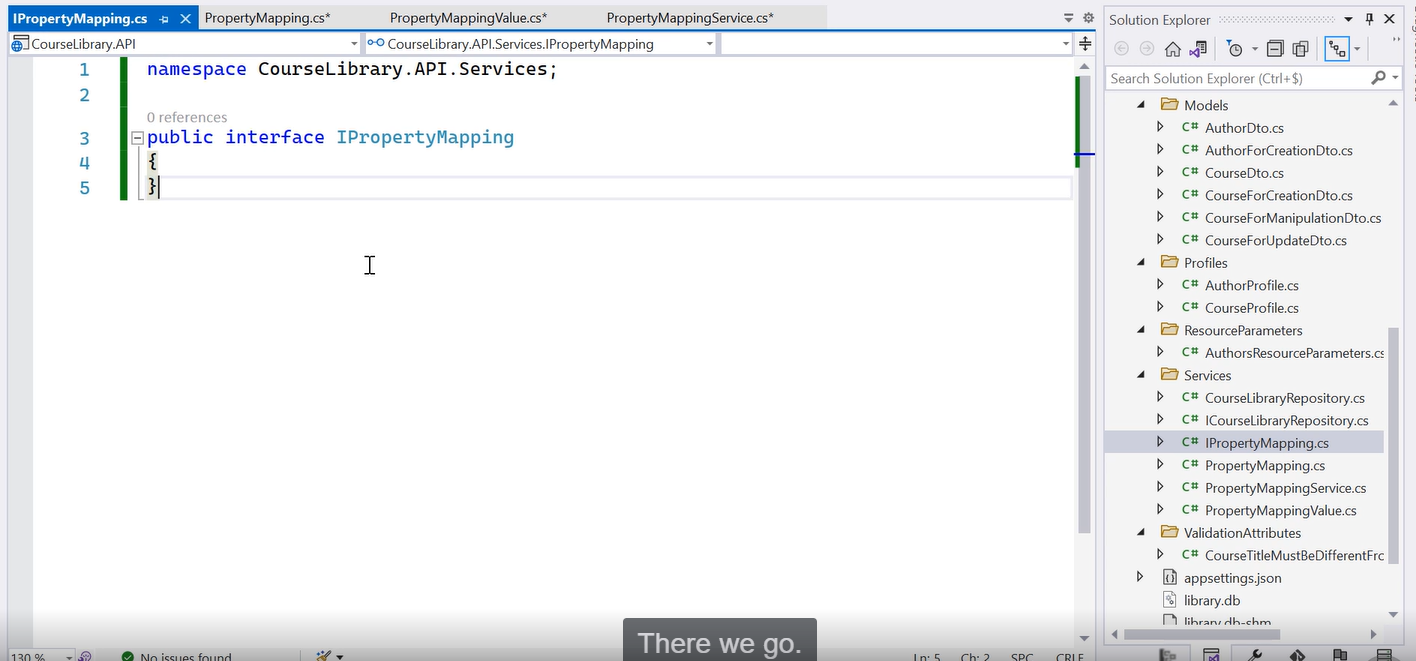 IPropertyMapping.cs
PropertyMapping.cs*
PropertyMappingValue.cs*
PropertyMappingService.cs*
CourseLibrary.API
CourseLibrary.API.Services.IPropertyMapping
1 namespace CourseLibrary.API.Services;
2
0 references
3 public interface IPropertyMapping
4 {
5 }
There we go.
130 %
No issues found
Ln: 5 Ch: 2 SPC CRLF
Solution Explorer
Search Solution Explorer (Ctrl+$)
Models
C# AuthorDto.cs
C# AuthorForCreationDto.cs
C# CourseDto.cs
C# CourseForCreationDto.cs
C# CourseForManipulationDto.cs
C# CourseForUpdateDto.cs
Profiles
C# AuthorProfile.cs
C# CourseProfile.cs
ResourceParameters
C# AuthorsResourceParameters.cs
Services
C# CourseLibraryRepository.cs
C# ICourseLibraryRepository.cs
C# IPropertyMapping.cs
C# PropertyMapping.cs
C# PropertyMappingService.cs
C# PropertyMappingValue.cs
ValidationAttributes
C# CourseTitleMustBeDifferentFrc
appsettings.json
library.db
library.db-shm